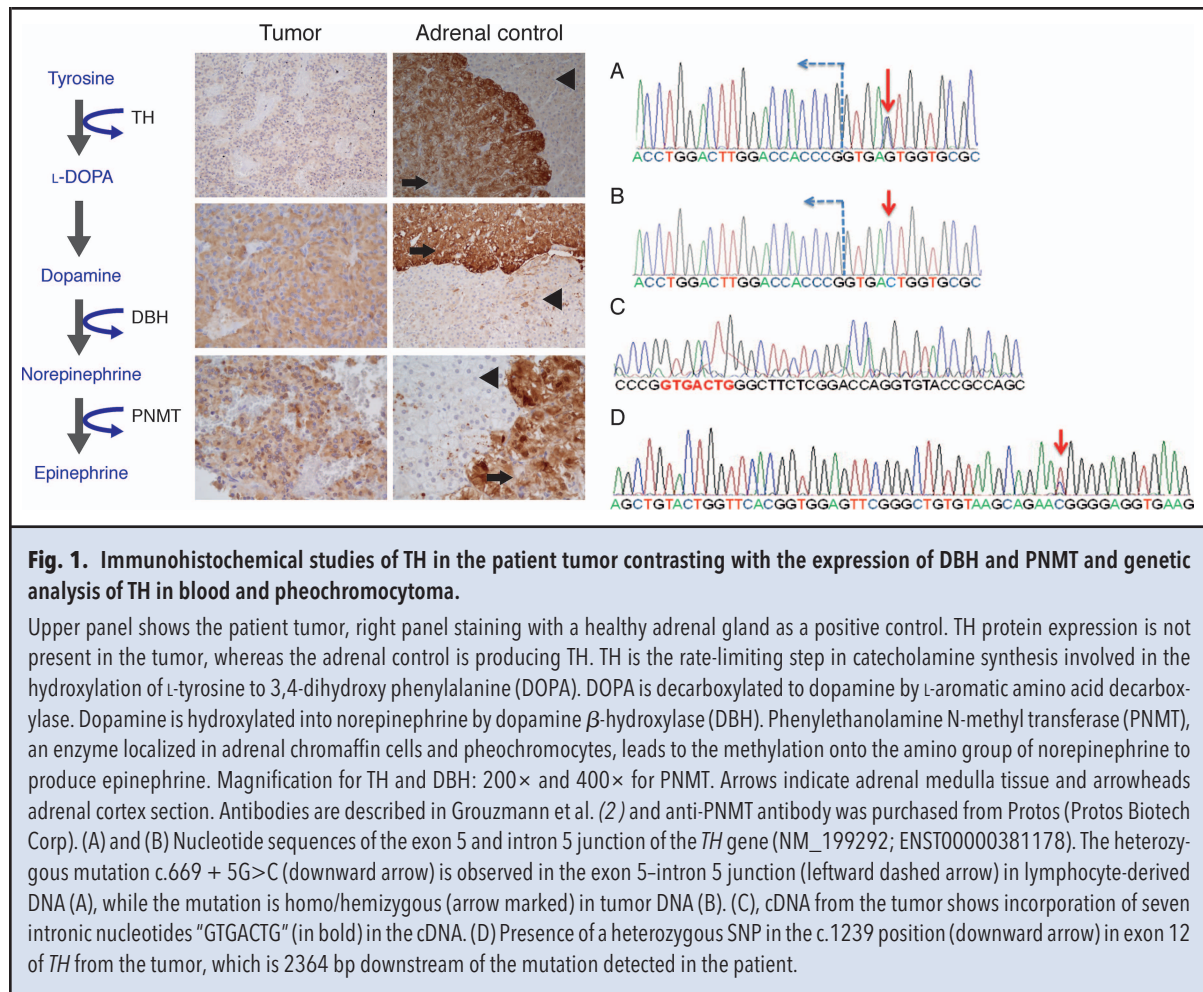 Tumor
Adrenal control
Tyrosine
TH
L-DOPA
Dopamine
DBH
Norepinephrine
PNMT
Epinephrine
A
ACCTGGACTTGGACCACCCGGTGAGTGGTGCGC
B
ACCTGGACTTGGACCACCCGGTGACTGGTGCGC
C
CCCGGTGACTGGGCTTCTCGGACCAGGTGTACCGCCAGC
D
AGCTGTACTGGTTCACGGTGGAGTTCGGGCTGTGTAAGCAGAACGGGGAGGTGAAG
Fig. 1. Immunohistochemical studies of TH in the patient tumor contrasting with the expression of DBH and PNMT and genetic
analysis of TH in blood and pheochromocytoma.
Upper panel shows the patient tumor, right panel staining with a healthy adrenal gland as a positive control. TH protein expression is not
present in the tumor, whereas the adrenal control is producing TH. TH is the rate-limiting step in catecholamine synthesis involved in the
hydroxylation of L-tyrosine to 3,4-dihydroxy phenylalanine (DOPA). DOPA is decarboxylated to dopamine by L-aromatic amino acid decarbox-
ylase. Dopamine is hydroxylated into norepinephrine by dopamine β-hydroxylase (DBH). Phenylethanolamine N-methyl transferase (PNMT),
an enzyme localized in adrenal chromaffin cells and pheochromocytes, leads to the methylation onto the amino group of norepinephrine to
produce epinephrine. Magnification for TH and DBH: 200× and 400× for PNMT. Arrows indicate adrenal medulla tissue and arrowheads
adrenal cortex section. Antibodies are described in Grouzmann et al. (2) and anti-PNMT antibody was purchased from Protos (Protos Biotech
Corp). (A) and (B) Nucleotide sequences of the exon 5 and intron 5 junction of the TH gene (NM_199292; ENST00000381178). The heterozy-
gous mutation c.669 + 5G>C (downward arrow) is observed in the exon 5–intron 5 junction (leftward dashed arrow) in lymphocyte-derived
DNA (A), while the mutation is homo/hemizygous (arrow marked) in tumor DNA (B). (C), cDNA from the tumor shows incorporation of seven
intronic nucleotides "GTGACTG" (in bold) in the cDNA. (D) Presence of a heterozygous SNP in the c.1239 position (downward arrow) in exon 12
of TH from the tumor, which is 2364 bp downstream of the mutation detected in the patient.